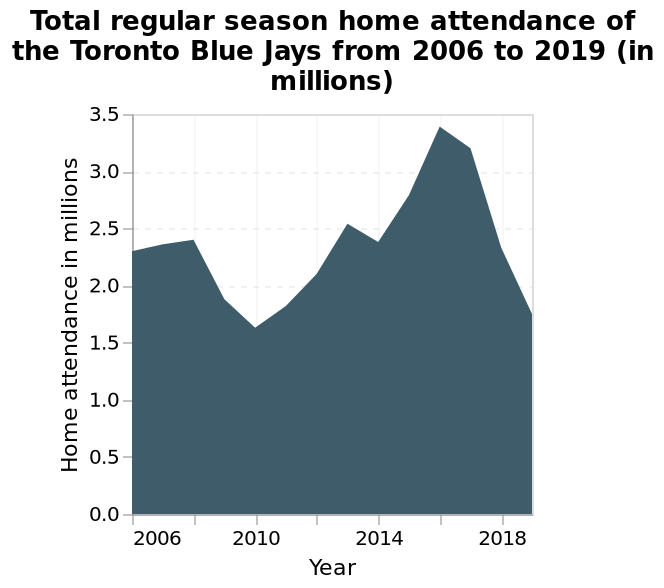 Total regular season home attendance of
the Toronto Blue Jays from 2006 to 2019 (in
millions)
Home attendance in millions
3.5
3.0
2.5
2.0
1.5
1.0
0.5
0.0
2006 2010 2014 2018
Year